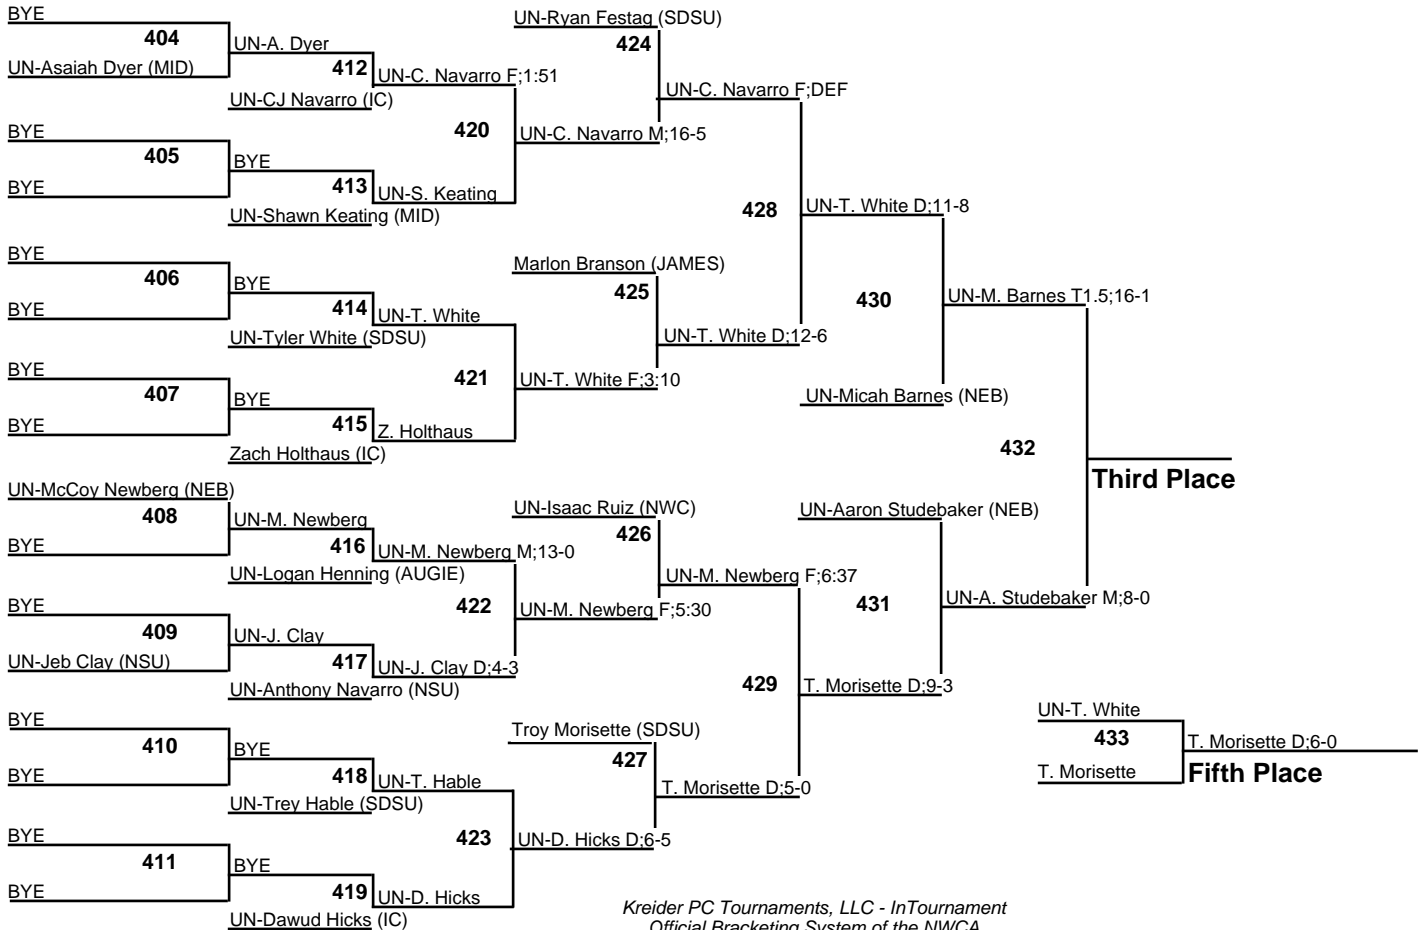 BYE
404
UN-Asaiah Dyer (MID)
BYE
405
BYE
BYE
406
BYE
BYE
407
BYE
UN-McCoy Newberg (NEB)
408
BYE
BYE
409
UN-Jeb Clay (NSU)
BYE
410
BYE
BYE
411
BYE
UN-A. Dyer
412
UN-CJ Navarro (IC)
BYE
413
UN-Shawn Keating (MID)
BYE
414
UN-Tyler White (SDSU)
BYE
415
Zach Holthaus (IC)
UN-M. Newberg
416
UN-Logan Henning (AUGIE)
UN-J. Clay
417
UN-Anthony Navarro (NSU)
BYE
418
UN-Trey Hable (SDSU)
BYE
419
UN-Dawud Hicks (IC)
UN-C. Navarro F;1:51
420
UN-S. Keating
UN-T. White
421
Z. Holthaus
UN-M. Newberg M;13-0
422
UN-J. Clay D;4-3
UN-T. Hable
423
UN-D. Hicks
UN-Ryan Festag (SDSU)
424
UN-C. Navarro M;16-5
Marlon Branson (JAMES)
425
UN-T. White F;3:10
UN-Isaac Ruiz (NWC)
426
UN-M. Newberg F;5:30
Troy Morisette (SDSU)
427
UN-D. Hicks D;6-5
UN-C. Navarro F;DEF
428
UN-T. White D;12-6
UN-M. Newberg F;6:37
429
T. Morisette D;5-0
UN-T. White D;11-8
430
UN-Micah Barnes (NEB)
UN-Aaron Studebaker (NEB)
431
T. Morisette D;9-3
UN-M. Barnes T1.5;16-1
432
UN-A. Studebaker M;8-0
Third Place
UN-T. White
433
T. Morisette
T. Morisette D;6-0
Fifth Place
Kreider PC Tournaments, LLC - InTournament
Official Bracketing System of the NWCA